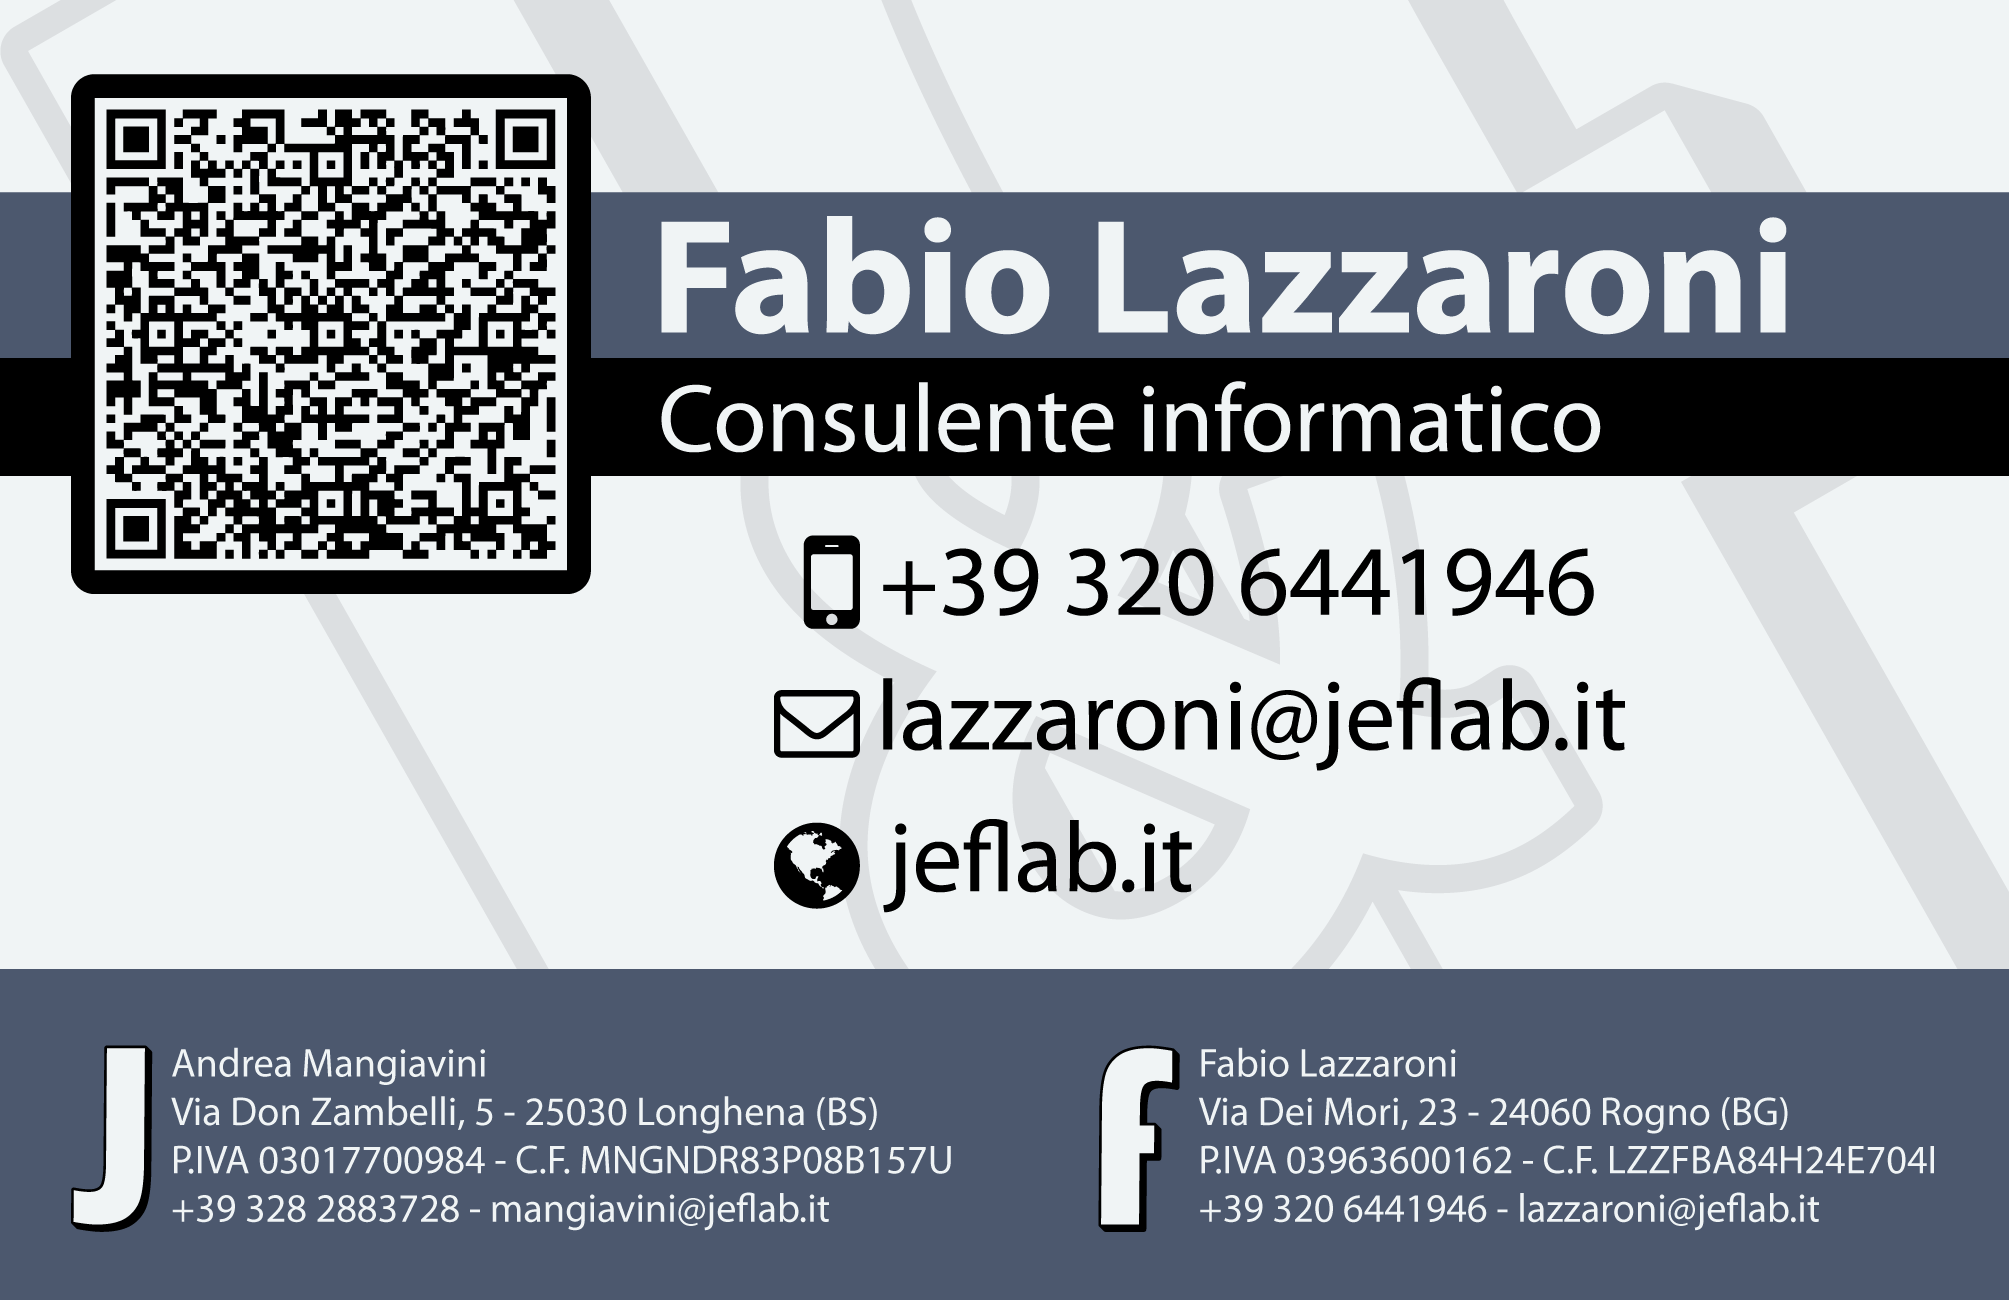 Fabio Lazzaroni
Consulente informatico
+39 320 6441946
lazzaroni@jeflab.it
jeflab.it
J
Andrea Mangiavini
Via Don Zambelli, 5 - 25030 Longhena (BS)
P.IVA 03017700984 - C.F. MNGNDR83P08B157U
+39 328 2883728 - mangiavini@jeflab.it
f
Fabio Lazzaroni
Via Dei Mori, 23 - 24060 Rogno (BG)
P.IVA 03963600162 - C.F. LZZFBA84H24E704I
+39 320 6441946 - lazzaroni@jeflab.it